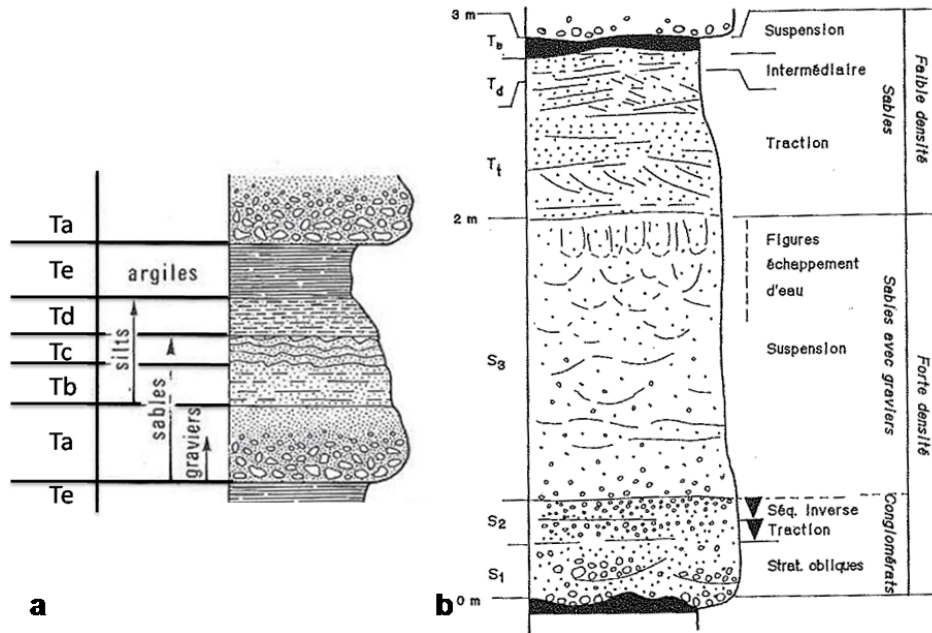 Ta
Te
argiles
Td
silts
Tc
sables
Tb
graviers
Ta
Te
a
3 m
Te
Td
Tt
2 m
S3
S2
S1
0 m
Suspension
Intermédiaire
Traction
Figures
échappement
d'eau
Suspension
Séq. Inverse
Traction
Strat. obliques
Sables
Sables avec graviers
Conglomérats
Faible densité
Forte densité
b